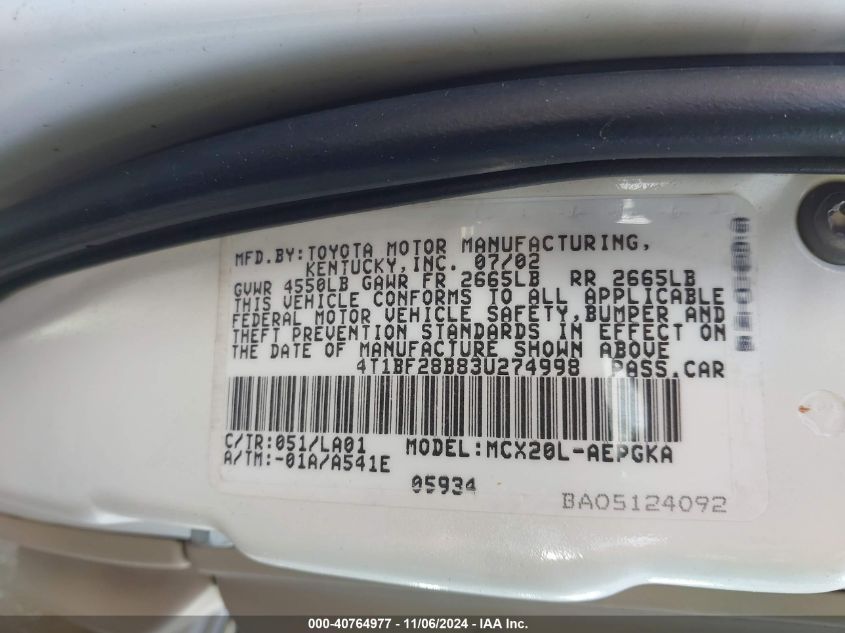 MFD.BY:TOYOTA MOTOR MANUFACTURING,
KENTUCKY,INC. 07/02
GVWR 4550LB GAWR FR 2665LB RR 2665LB
THIS VEHICLE CONFORMS TO ALL APPLICABLE
FEDERAL MOTOR VEHICLE SAFETY,BUMPER AND
THEFT PREVENTION STANDARDS IN EFFECT ON
THE DATE OF MANUFACTURE SHOWN ABOVE
4T1BF28B83U274998 PASS.CAR
C/TR:051/LA01 MODEL:MCX20L-AEPGKA
A/TM:-01A/A541E
05934
BA05124092
000-40764977 - 11/06/2024 - IAA Inc.